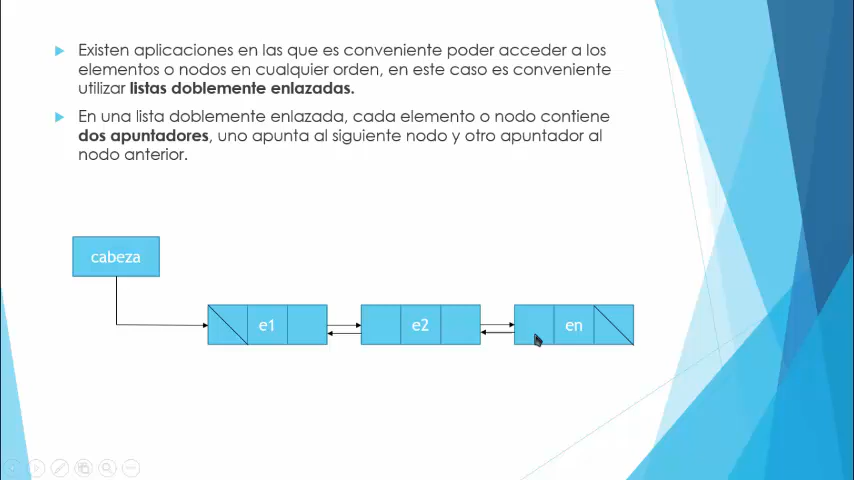 Existen aplicaciones en las que es conveniente poder acceder a los
elementos o nodos en cualquier orden, en este caso es conveniente
utilizar listas doblemente enlazadas.
En una lista doblemente enlazada, cada elemento o nodo contiene
dos apuntadores, uno apunta al siguiente nodo y otro apuntador al
nodo anterior.
cabeza
e1
e2
en